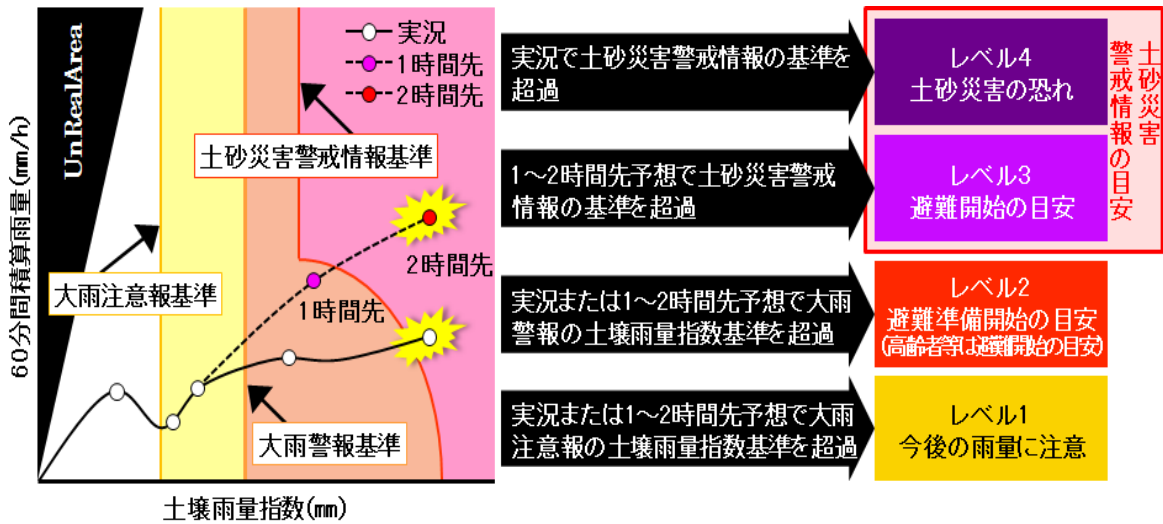 UnRealArea
実況
1時間先
2時間先
土砂災害警戒情報基準
大雨注意報基準
2時間先
1時間先
大雨警報基準
60分間積算雨量(mm/h)
土壌雨量指数(mm)
実況で土砂災害警戒情報の基準を
超過
1～2時間先予想で土砂災害警戒
情報の基準を超過
実況または1～2時間先予想で大雨
警報の土壌雨量指数基準を超過
実況または1～2時間先予想で大雨
注意報の土壌雨量指数基準を超過
レベル4
土砂災害の恐れ
レベル3
避難開始の目安
レベル2
避難準備開始の目安
(高齢者等は避難開始の目安)
レベル1
今後の雨量に注意
土砂災害
警戒情報の目安